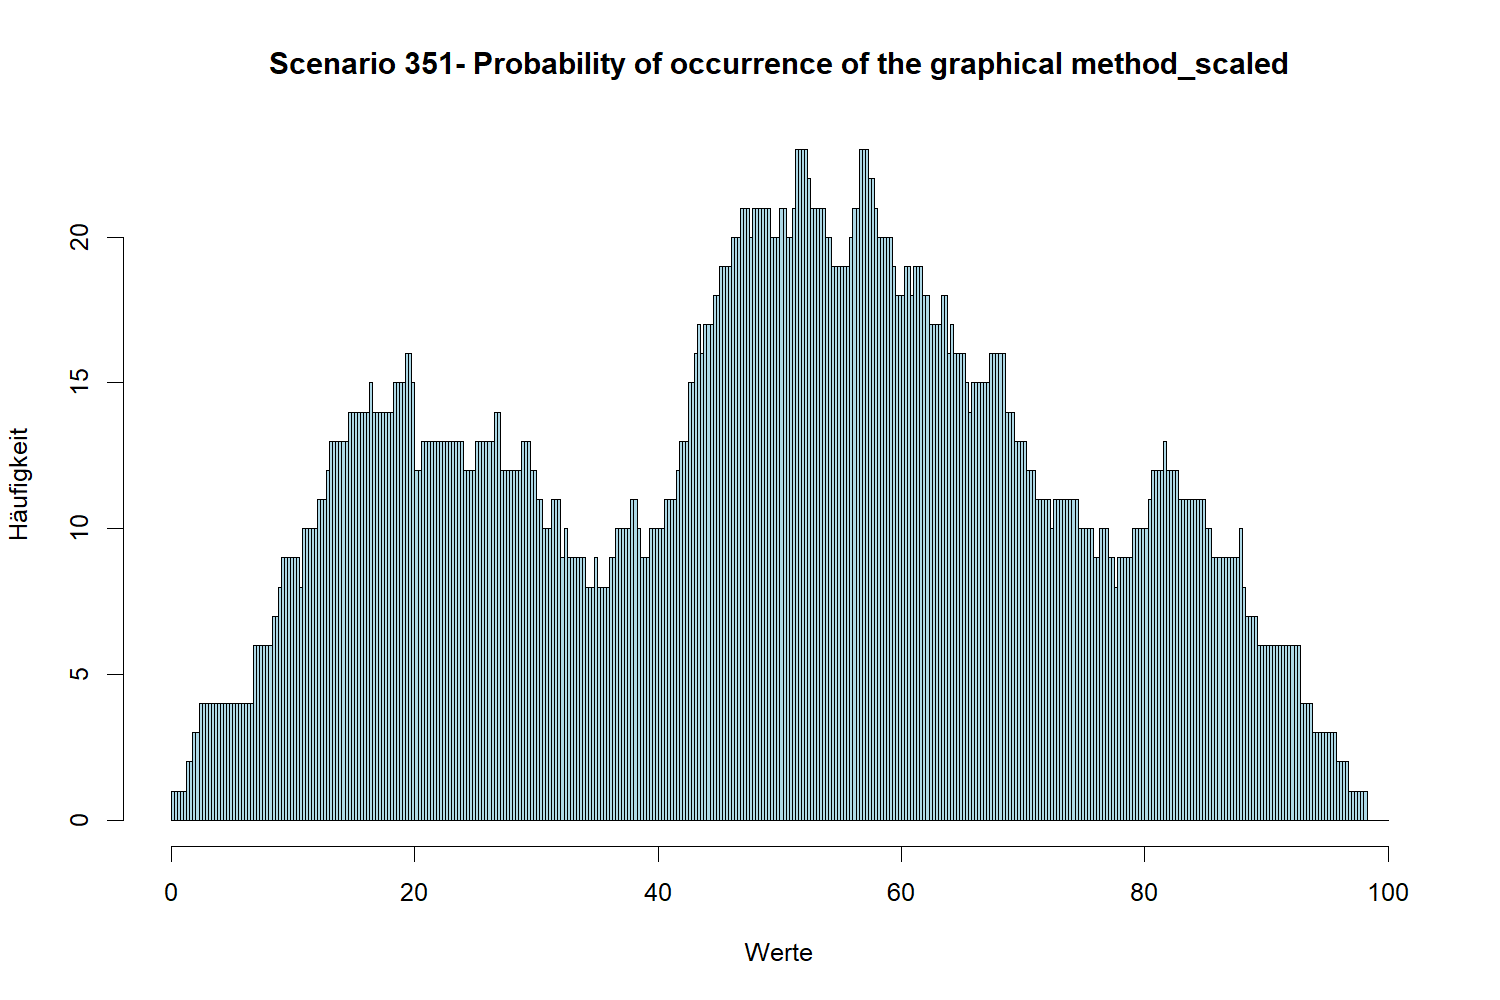 Scenario 351- Probability of occurrence of the graphical method_scaled
Häufigkeit
20
15
10
5
0
0 20 40 60 80 100
Werte